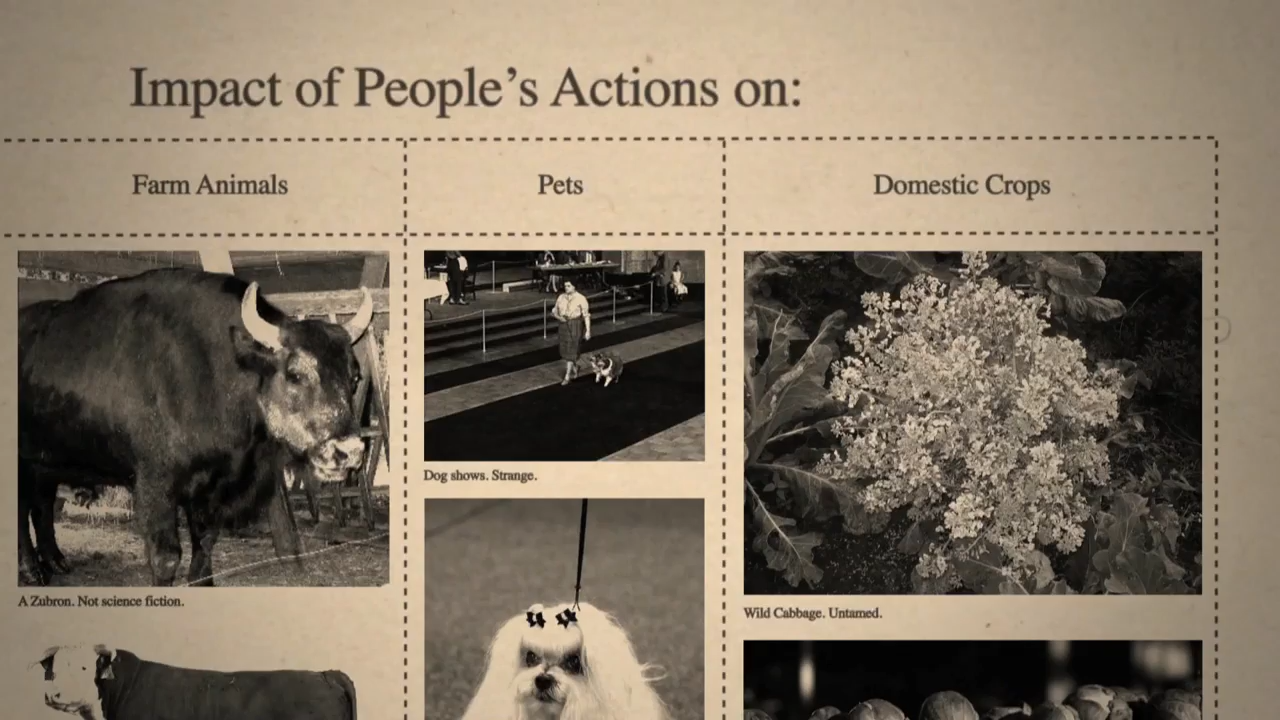 Impact of People's Actions on:
Farm Animals
Pets
Domestic Crops
Dog shows. Strange.
A Zubron. Not science fiction.
Wild Cabbage. Untamed.